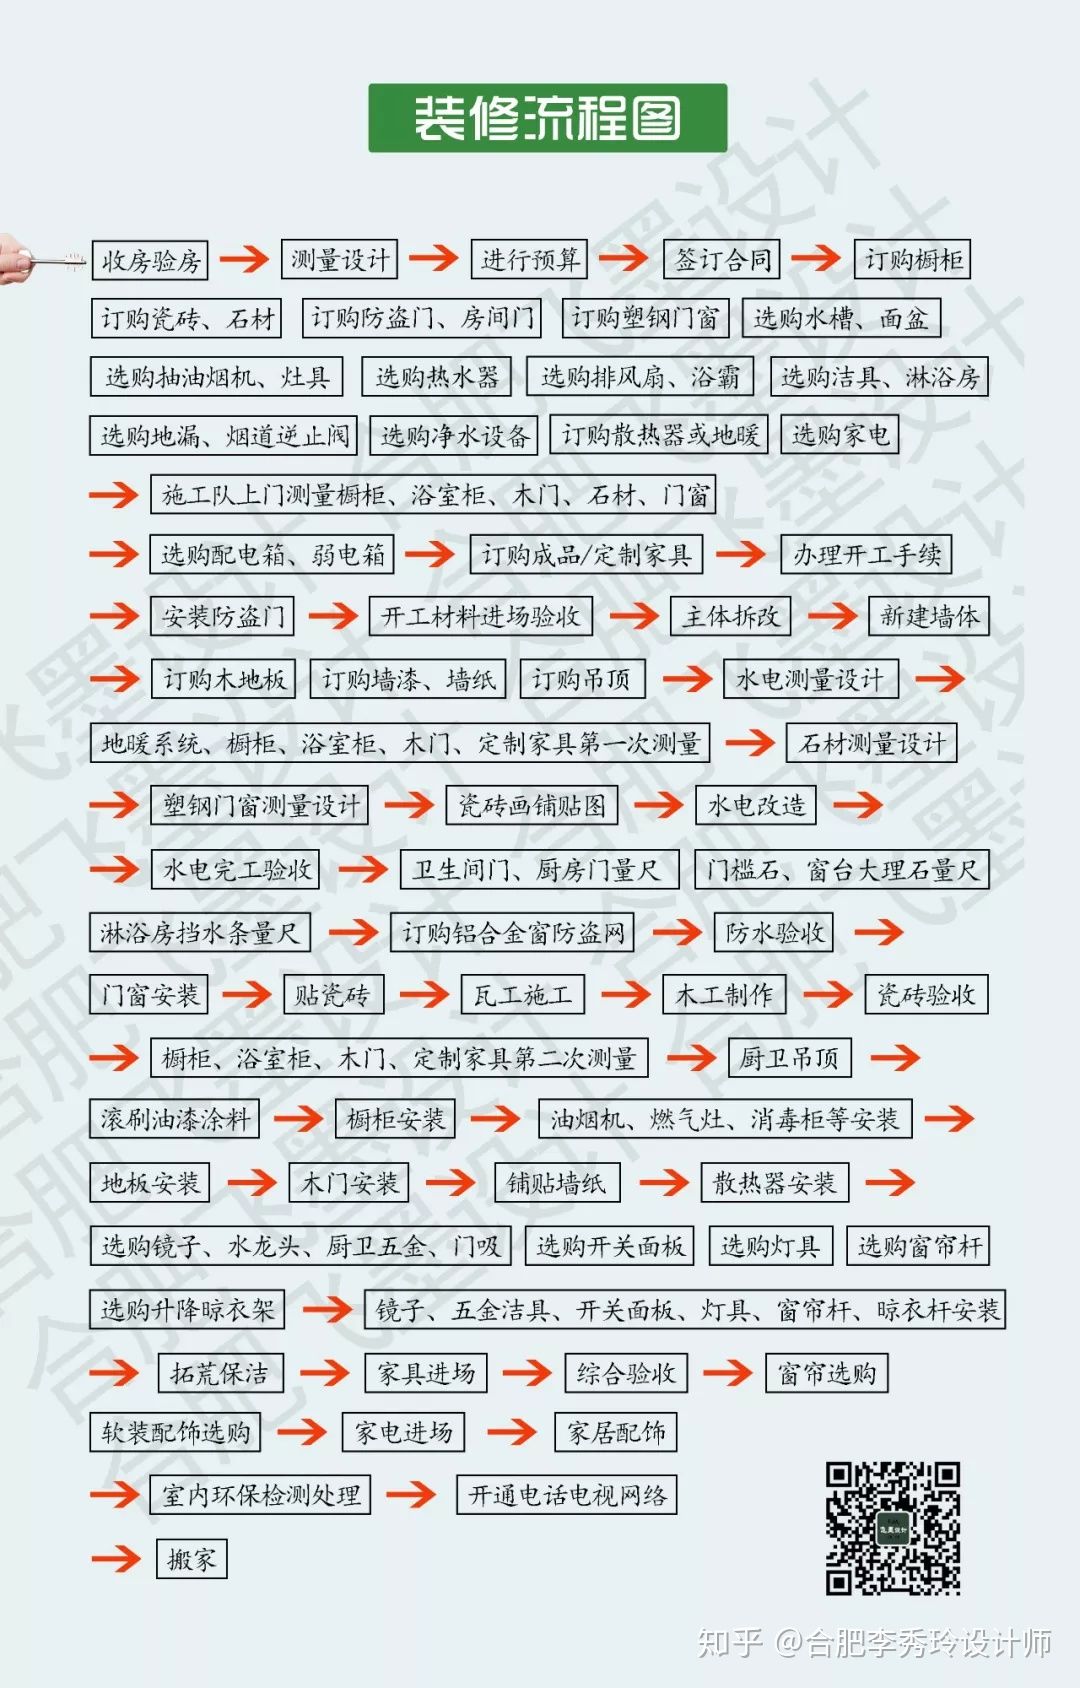 装修流程图
收房验房 → 测量设计 → 进行预算 → 签订合同 → 订购橱柜
订购瓷砖、石材 订购防盗门、房间门 订购塑钢门窗 选购水槽、面盆
选购抽油烟机、灶具 选购热水器 选购排风扇、浴霸 选购洁具、淋浴房
选购地漏、烟道逆止阀 选购净水设备 订购散热器或地暖 选购家电
→ 施工队上门测量橱柜、浴室柜、木门、石材、门窗
→ 选购配电箱、弱电箱 → 订购成品/定制家具 → 办理开工手续
→ 安装防盗门 → 开工材料进场验收 → 主体拆改 → 新建墙体
→ 订购木地板 订购墙漆、墙纸 订购吊顶 → 水电测量设计 →
地暖系统、橱柜、浴室柜、木门、定制家具第一次测量 → 石材测量设计
→ 塑钢门窗测量设计 → 瓷砖画铺贴图 → 水电改造 →
→ 水电完工验收 → 卫生间门、厨房门量尺 门槛石、窗台大理石量尺
淋浴房挡水条量尺 → 订购铝合金窗防盗网 → 防水验收 →
门窗安装 → 贴瓷砖 → 瓦工施工 → 木工制作 → 瓷砖验收
→ 橱柜、浴室柜、木门、定制家具第二次测量 → 厨卫吊顶 →
滚刷油漆涂料 → 橱柜安装 → 油烟机、燃气灶、消毒柜等安装 →
地板安装 → 木门安装 → 铺贴墙纸 → 散热器安装 →
选购镜子、水龙头、厨卫五金、门吸 选购开关面板 选购灯具 选购窗帘杆
选购升降晾衣架 → 镜子、五金洁具、开关面板、灯具、窗帘杆、晾衣杆安装
→ 拓荒保洁 → 家具进场 → 综合验收 → 窗帘选购
软装配饰选购 → 家电进场 → 家居配饰
→ 室内环保检测处理 → 开通电话电视网络
→ 搬家
飞墨设计
知乎 @合肥李秀玲设计师
合肥飞墨设计